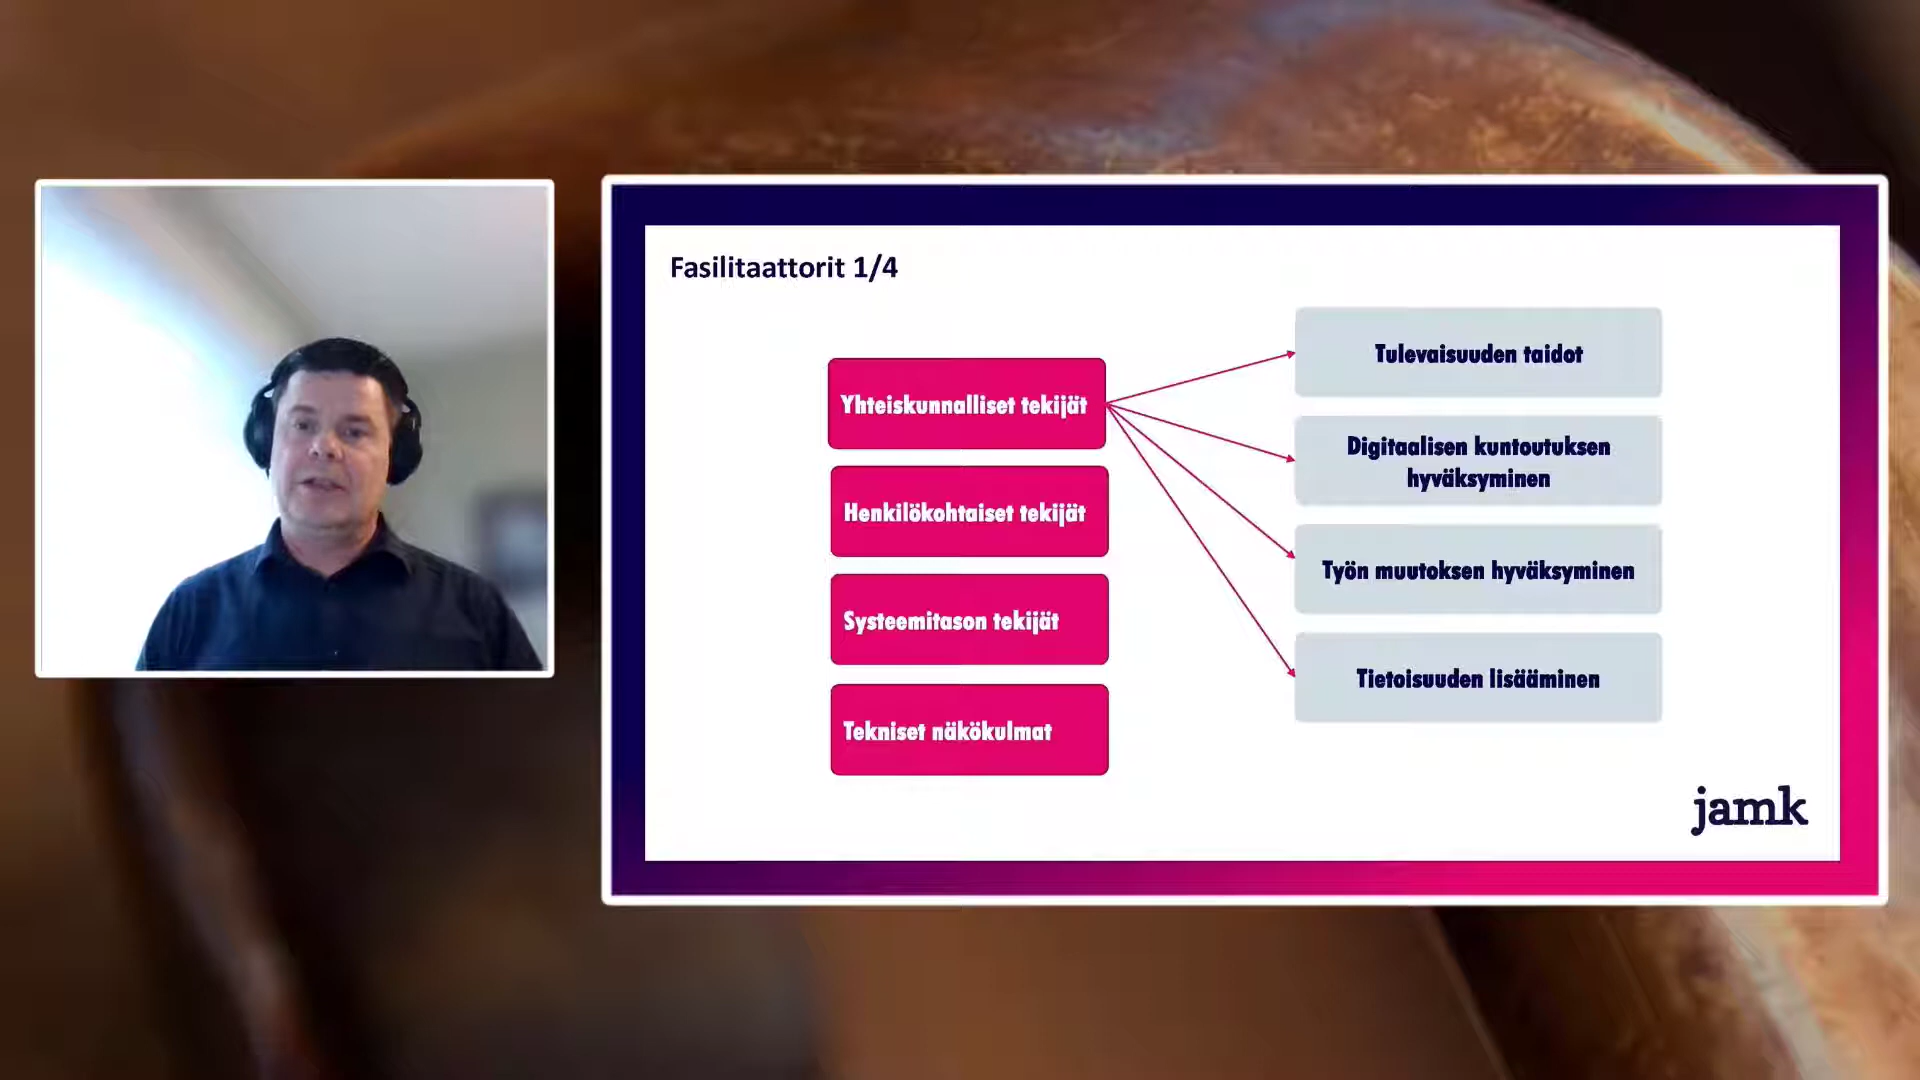 Fasilitaattorit 1/4
Yhteiskunnalliset tekijät
Henkilökohtaiset tekijät
Systeemitason tekijät
Tekniset näkökulmat
Tulevaisuuden taidot
Digitaalisen kuntoutuksen
hyväksyminen
Työn muutoksen hyväksyminen
Tietoisuuden lisääminen
jamk